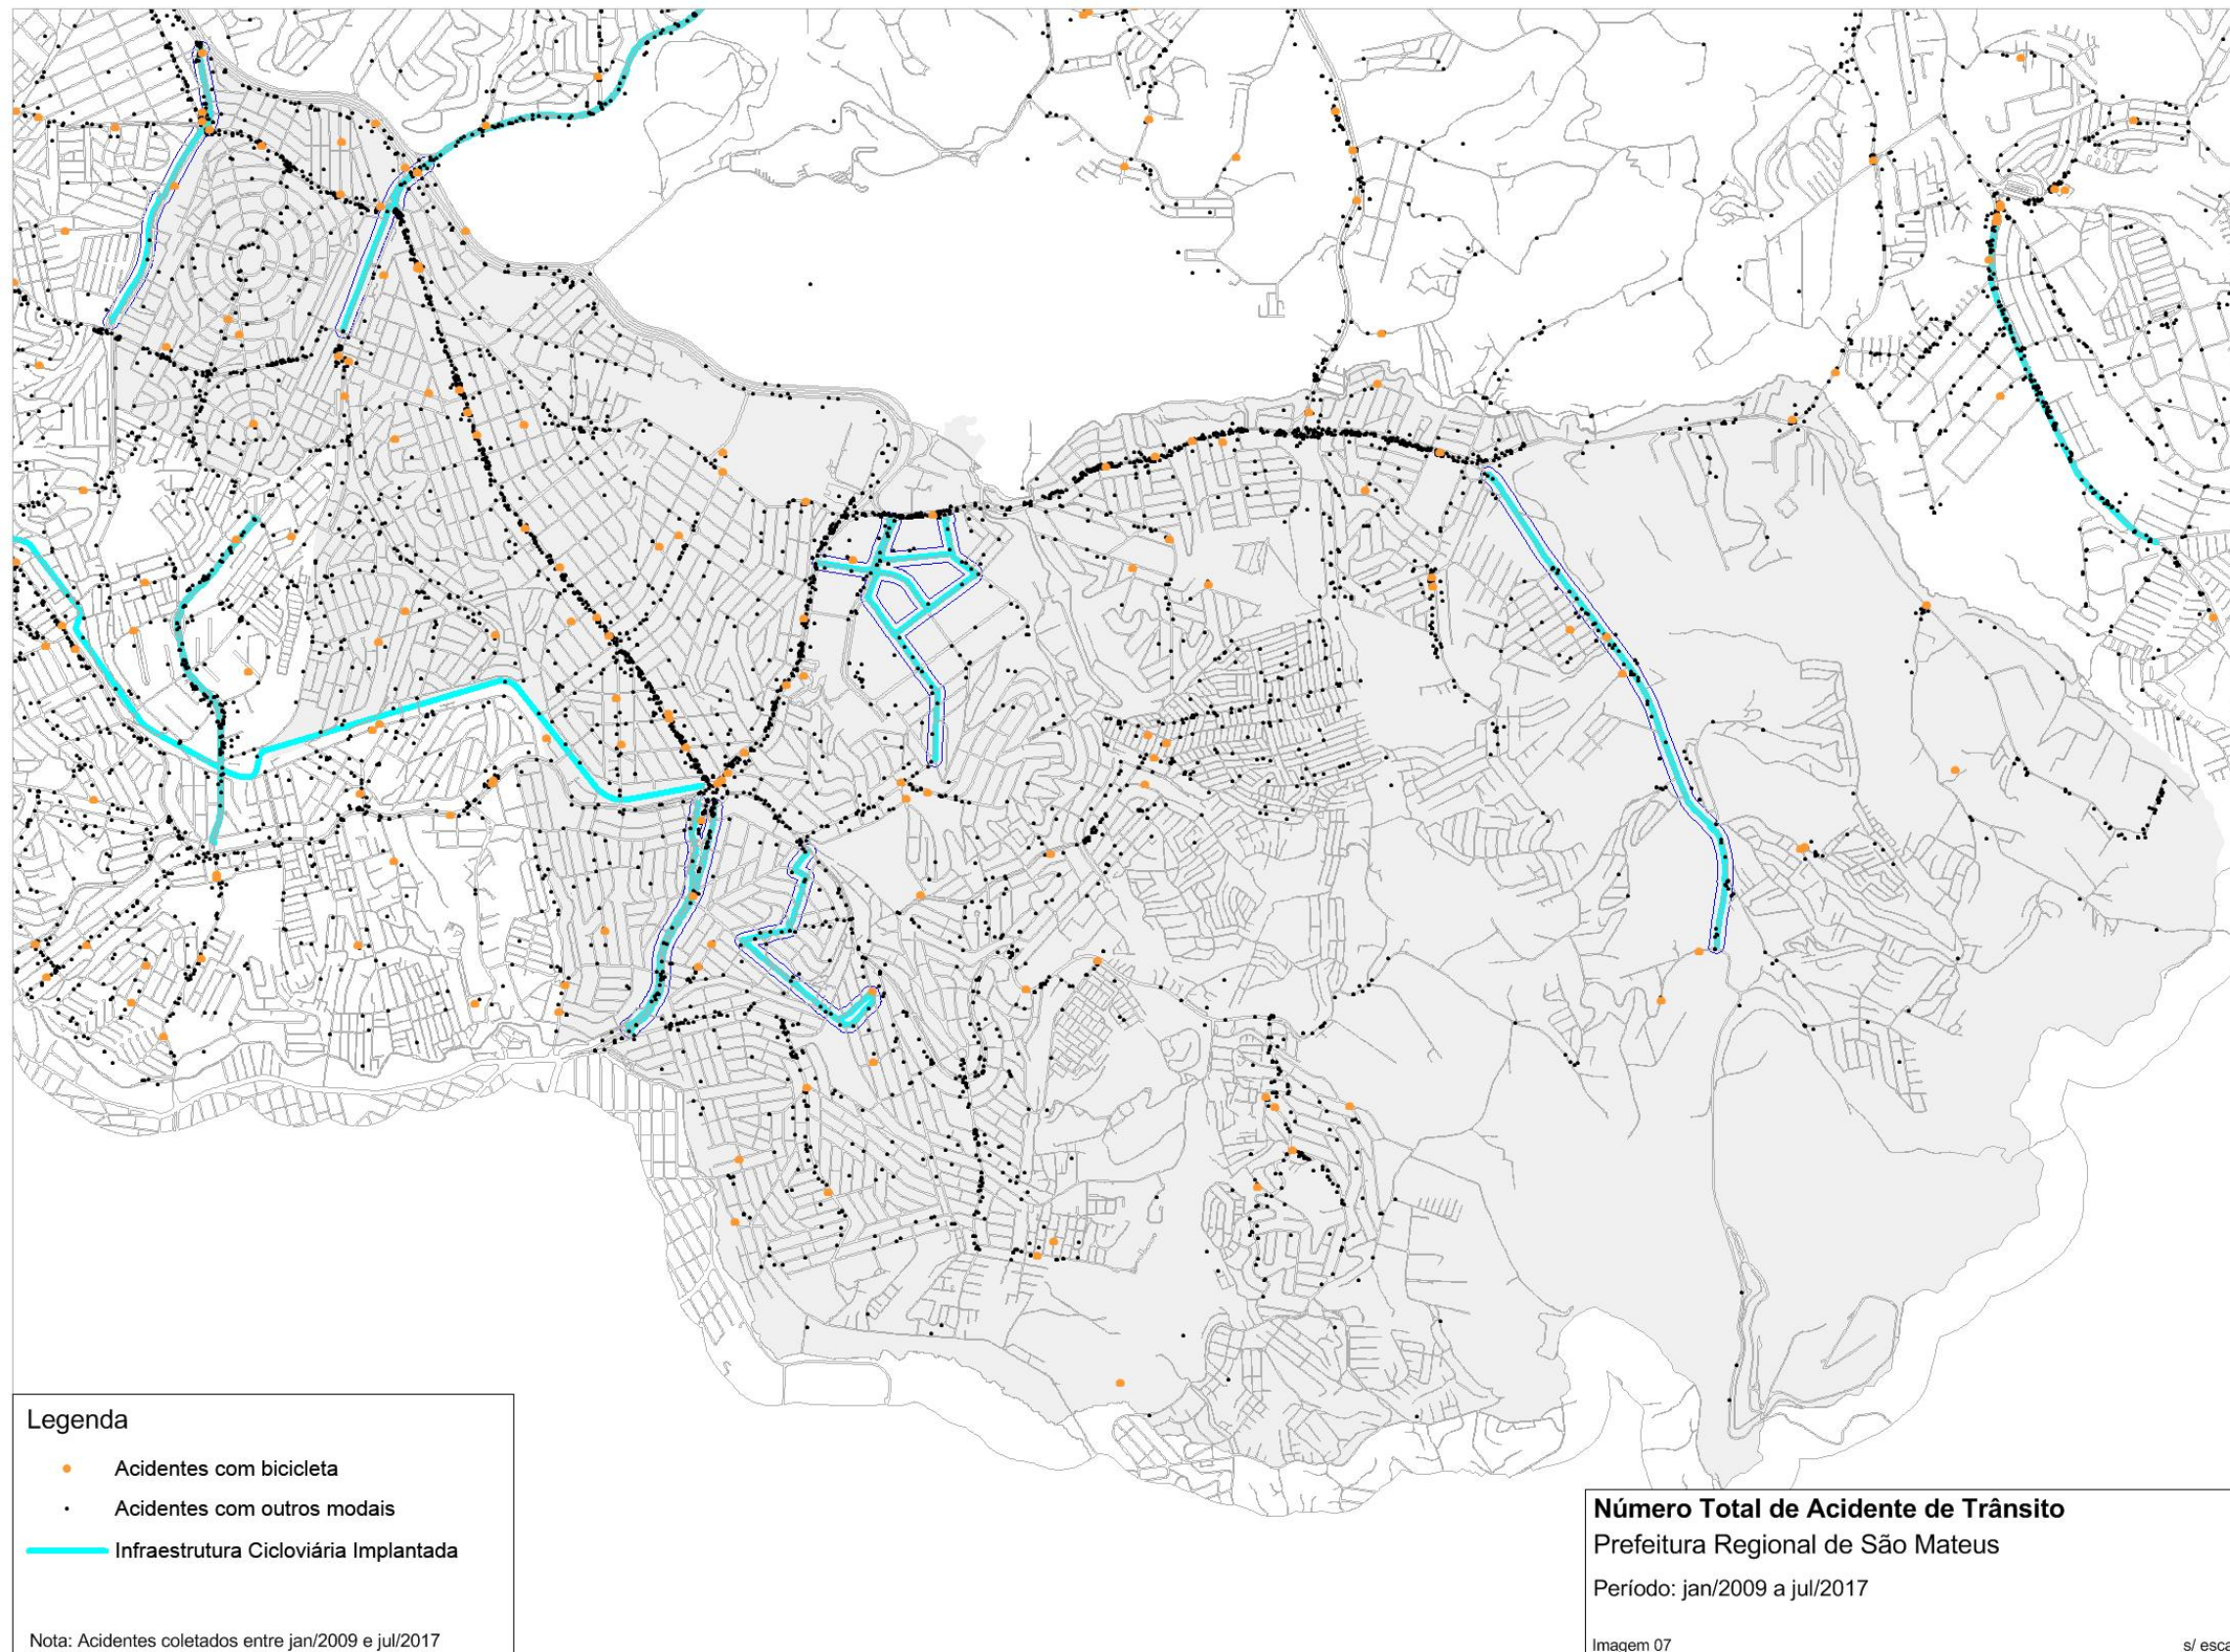 Legenda
Acidentes com bicicleta
Acidentes com outros modais
Infraestrutura Cicloviária Implantada
Nota: Acidentes coletados entre jan/2009 e jul/2017
Número Total de Acidente de Trânsito
Prefeitura Regional de São Mateus
Período: jan/2009 a jul/2017
Imagem 07
s/ esca